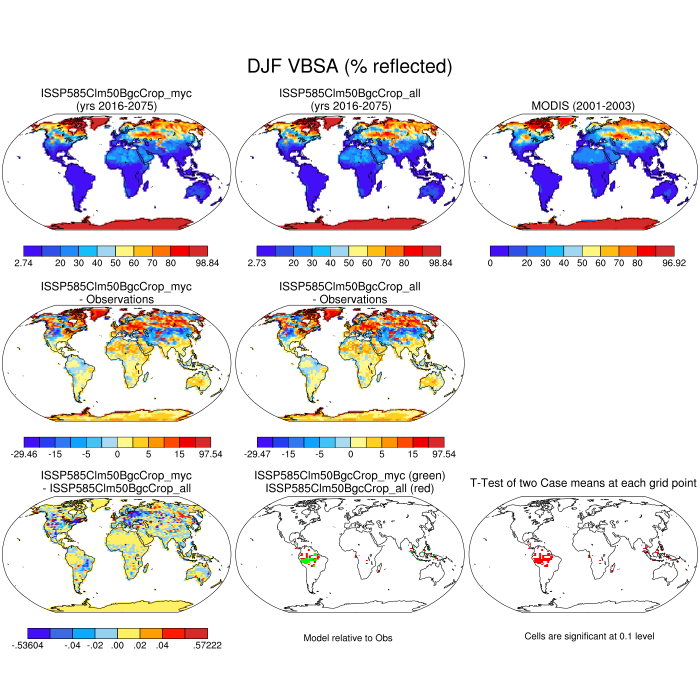 DJF VBSA (% reflected)
ISSP585Clm50BgcCrop_myc
(yrs 2016-2075)
ISSP585Clm50BgcCrop_all
(yrs 2016-2075)
MODIS (2001-2003)
2.74 20 30 40 50 60 70 80 98.84
2.73 20 30 40 50 60 70 80 98.84
0 20 30 40 50 60 70 80 96.92
ISSP585Clm50BgcCrop_myc
- Observations
ISSP585Clm50BgcCrop_all
- Observations
-29.46 -15 -5 0 5 15 97.54
-29.47 -15 -5 0 5 15 97.54
ISSP585Clm50BgcCrop_myc
- ISSP585Clm50BgcCrop_all
ISSP585Clm50BgcCrop_myc (green)
ISSP585Clm50BgcCrop_all (red)
T-Test of two Case means at each grid point
-.53604 -.04 -.02 .00 .02 .04 .57222
Model relative to Obs
Cells are significant at 0.1 level